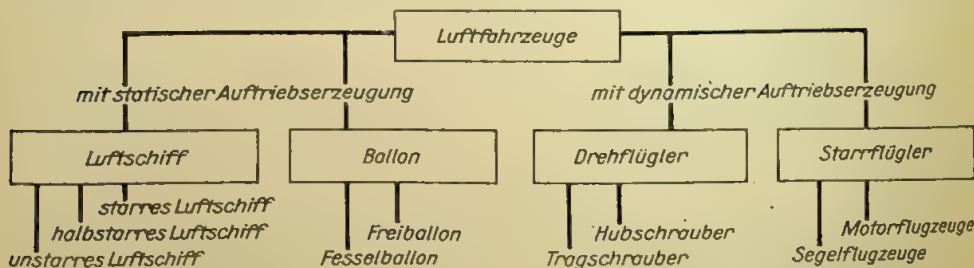 Luftfahrzeuge
mit statischer Auftriebserzeugung
mit dynamischer Auftriebserzeugung
Luftschiff
Ballon
Drehflügler
Starrflügler
starres Luftschiff
halbstarres Luftschiff
unstarres Luftschiff
Freiballon
Fesselballon
Hubschrauber
Tragschrauber
Motorflugzeuge
Segelflugzeuge